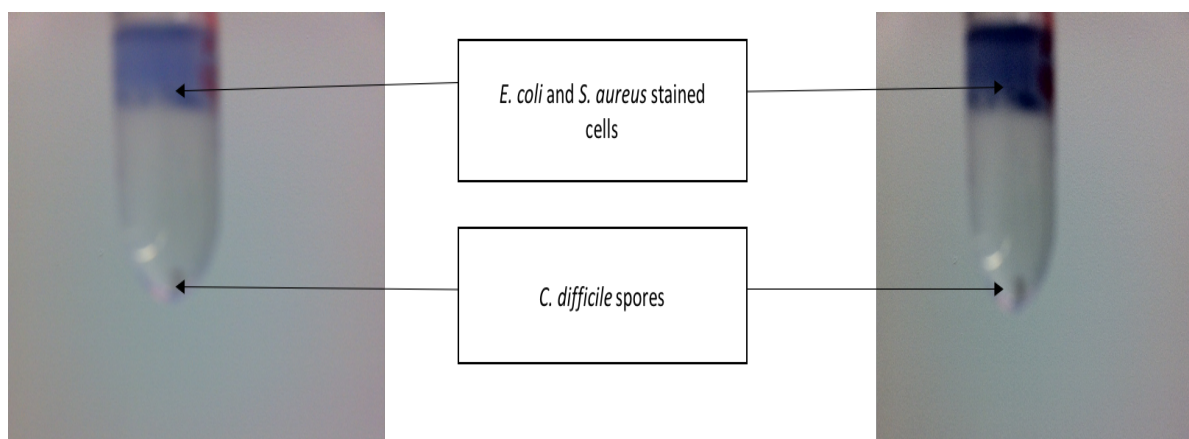 E. coli and S. aureus stained
cells
C. difficile spores